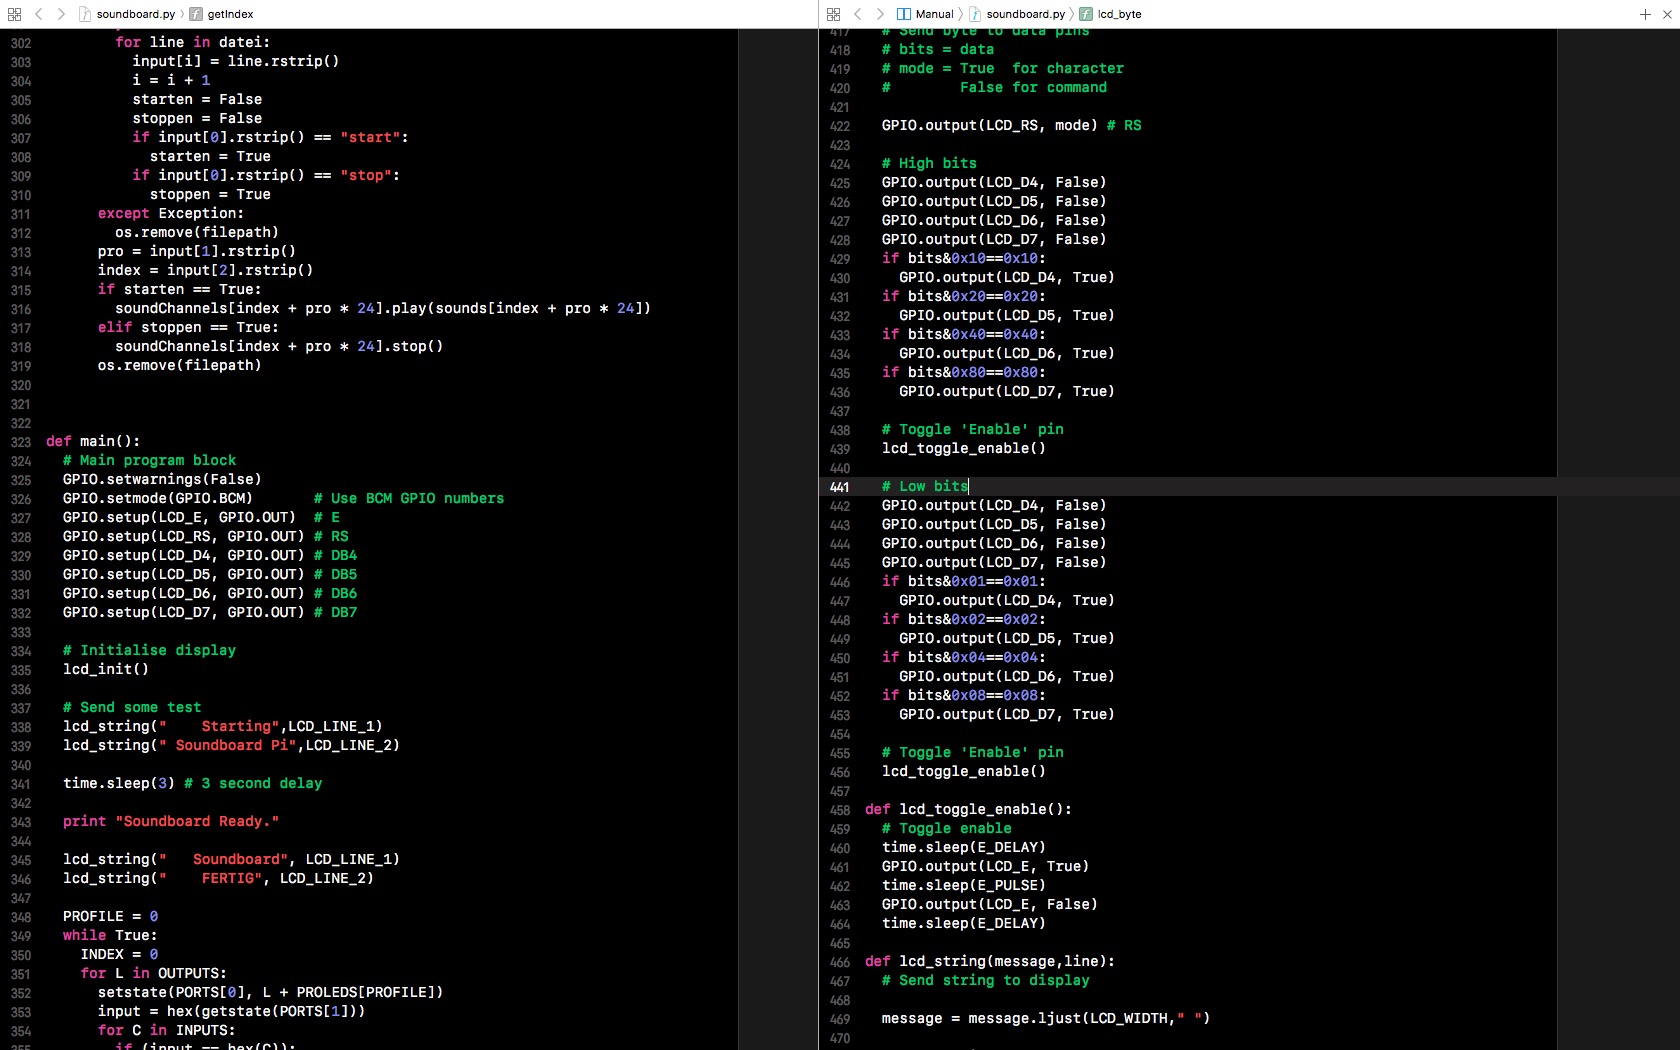 soundboard.py › getIndex
302 for line in datei:
303 input[i] = line.rstrip()
304 i = i + 1
305 starten = False
306 stoppen = False
307 if input[0].rstrip() == "start":
308 starten = True
309 if input[0].rstrip() == "stop":
310 stoppen = True
311 except Exception:
312 os.remove(filepath)
313 pro = input[1].rstrip()
314 index = input[2].rstrip()
315 if starten == True:
316 soundChannels[index + pro * 24].play(sounds[index + pro * 24])
317 elif stoppen == True:
318 soundChannels[index + pro * 24].stop()
319 os.remove(filepath)
320
321
322
323 def main():
324 # Main program block
325 GPIO.setwarnings(False)
326 GPIO.setmode(GPIO.BCM) # Use BCM GPIO numbers
327 GPIO.setup(LCD_E, GPIO.OUT) # E
328 GPIO.setup(LCD_RS, GPIO.OUT) # RS
329 GPIO.setup(LCD_D4, GPIO.OUT) # DB4
330 GPIO.setup(LCD_D5, GPIO.OUT) # DB5
331 GPIO.setup(LCD_D6, GPIO.OUT) # DB6
332 GPIO.setup(LCD_D7, GPIO.OUT) # DB7
333
334 # Initialise display
335 lcd_init()
336
337 # Send some test
338 lcd_string("    Starting",LCD_LINE_1)
339 lcd_string(" Soundboard Pi",LCD_LINE_2)
340
341 time.sleep(3) # 3 second delay
342
343 print "Soundboard Ready."
344
345 lcd_string("   Soundboard", LCD_LINE_1)
346 lcd_string("    FERTIG", LCD_LINE_2)
347
348 PROFILE = 0
349 while True:
350 INDEX = 0
351 for L in OUTPUTS:
352 setstate(PORTS[0], L + PROLEDS[PROFILE])
353 input = hex(getstate(PORTS[1]))
354 for C in INPUTS:
355 if (input == hex(C)):
Manual › soundboard.py › lcd_byte
417 # Send byte to data pins
418 # bits = data
419 # mode = True  for character
420 #        False for command
421
422 GPIO.output(LCD_RS, mode) # RS
423
424 # High bits
425 GPIO.output(LCD_D4, False)
426 GPIO.output(LCD_D5, False)
427 GPIO.output(LCD_D6, False)
428 GPIO.output(LCD_D7, False)
429 if bits&0x10==0x10:
430 GPIO.output(LCD_D4, True)
431 if bits&0x20==0x20:
432 GPIO.output(LCD_D5, True)
433 if bits&0x40==0x40:
434 GPIO.output(LCD_D6, True)
435 if bits&0x80==0x80:
436 GPIO.output(LCD_D7, True)
437
438 # Toggle 'Enable' pin
439 lcd_toggle_enable()
440
441 # Low bits
442 GPIO.output(LCD_D4, False)
443 GPIO.output(LCD_D5, False)
444 GPIO.output(LCD_D6, False)
445 GPIO.output(LCD_D7, False)
446 if bits&0x01==0x01:
447 GPIO.output(LCD_D4, True)
448 if bits&0x02==0x02:
449 GPIO.output(LCD_D5, True)
450 if bits&0x04==0x04:
451 GPIO.output(LCD_D6, True)
452 if bits&0x08==0x08:
453 GPIO.output(LCD_D7, True)
454
455 # Toggle 'Enable' pin
456 lcd_toggle_enable()
457
458 def lcd_toggle_enable():
459 # Toggle enable
460 time.sleep(E_DELAY)
461 GPIO.output(LCD_E, True)
462 time.sleep(E_PULSE)
463 GPIO.output(LCD_E, False)
464 time.sleep(E_DELAY)
465
466 def lcd_string(message,line):
467 # Send string to display
468
469 message = message.ljust(LCD_WIDTH," ")
470